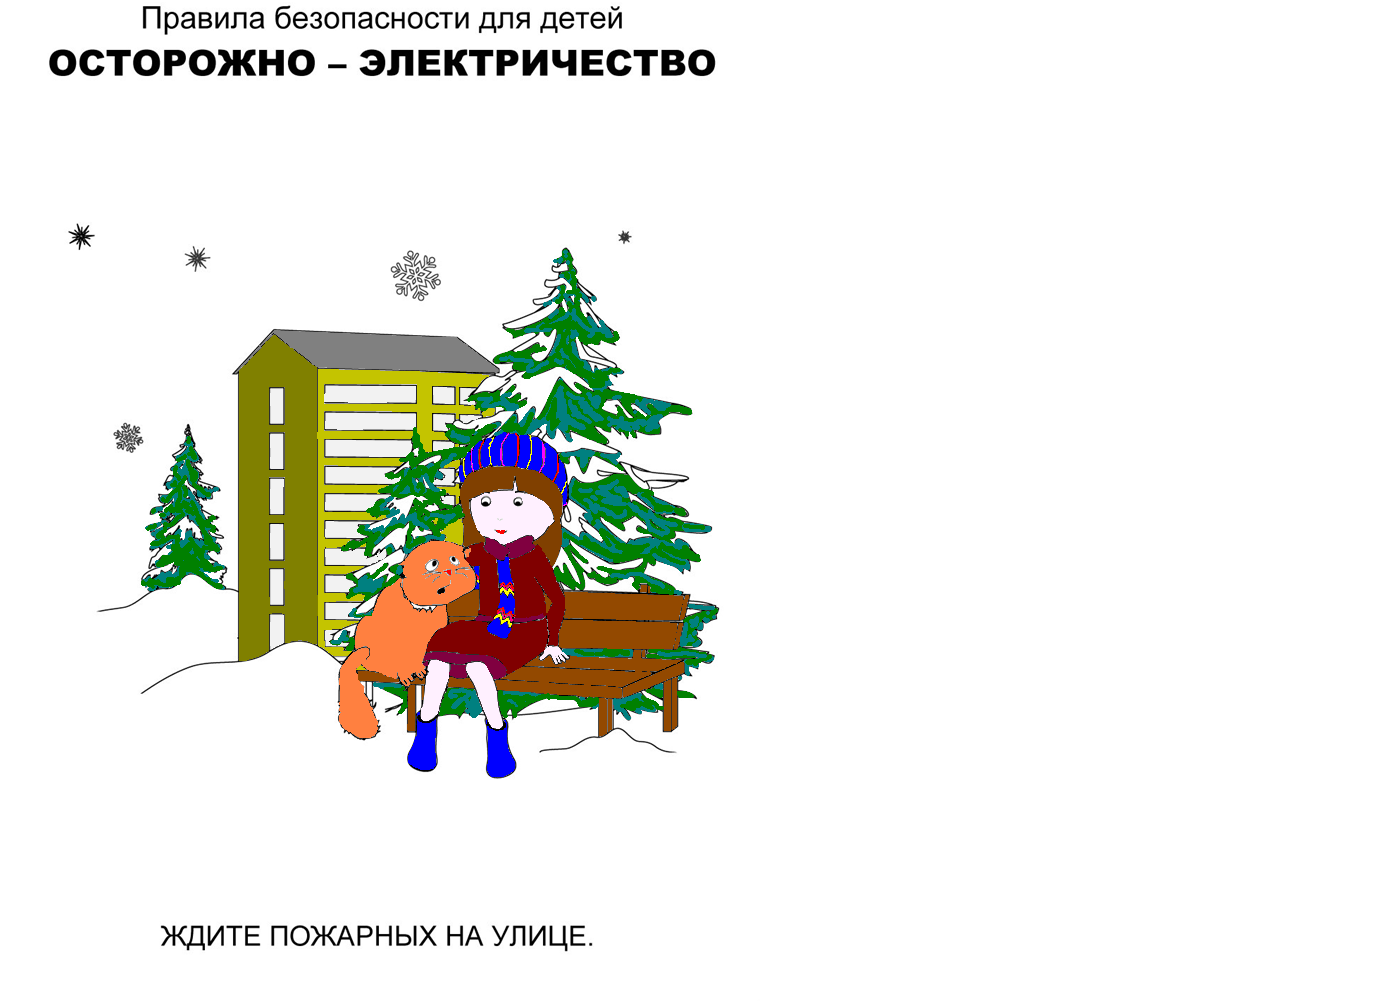 Правила безопасности для детей
ОСТОРОЖНО – ЭЛЕКТРИЧЕСТВО
ЖДИТЕ ПОЖАРНЫХ НА УЛИЦЕ.